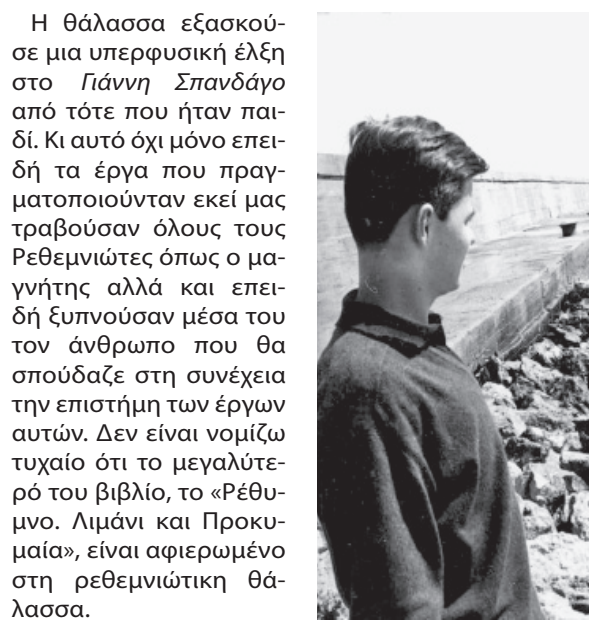 Η θάλασσα εξασκού-
σε μια υπερφυσική έλξη
στο Γιάννη Σπανδάγο
από τότε που ήταν παι-
δί. Κι αυτό όχι μόνο επει-
δή τα έργα που πραγ-
ματοποιούνταν εκεί μας
τραβούσαν όλους τους
Ρεθεμνιώτες όπως ο μα-
γνήτης αλλά και επει-
δή ξυπνούσαν μέσα του
τον άνθρωπο που θα
σπούδαζε στη συνέχεια
την επιστήμη των έργων
αυτών. Δεν είναι νομίζω
τυχαίο ότι το μεγαλύτε-
ρό του βιβλίο, το «Ρέθυ-
μνο. Λιμάνι και Προκυ-
μαία», είναι αφιερωμένο
στη ρεθεμνιώτικη θά-
λασσα.